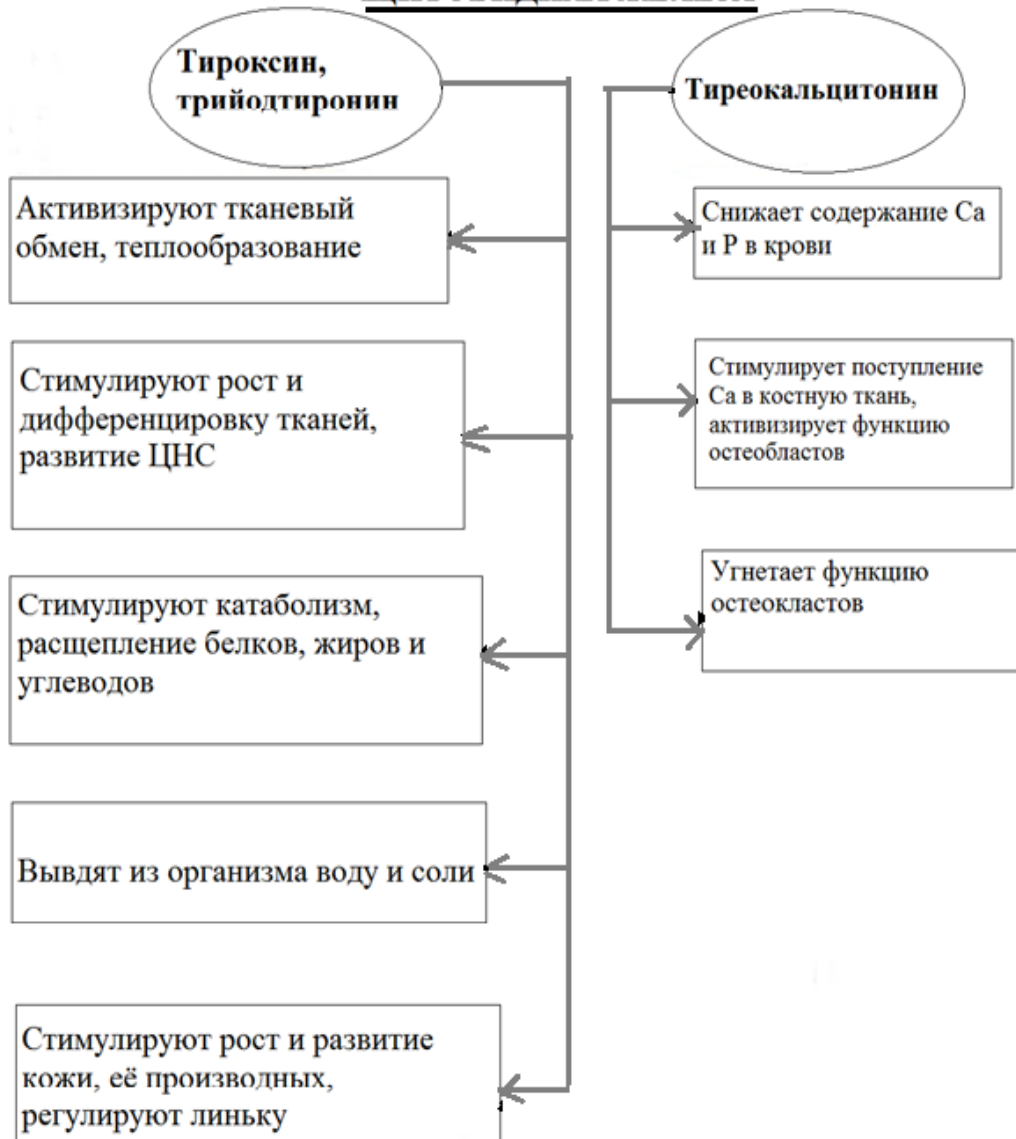 Тироксин,
трийодтиронин
Активизируют тканевый
обмен, теплообразование
Стимулируют рост и
дифференцировку тканей,
развитие ЦНС
Стимулируют катаболизм,
расщепление белков, жиров и
углеводов
Вывдят из организма воду и соли
Стимулируют рост и развитие
кожи, её производных,
регулируют линьку
Тиреокальцитонин
Снижает содержание Са
и Р в крови
Стимулирует поступление
Са в костную ткань,
активизирует функцию
остеобластов
Угнетает функцию
остеокластов